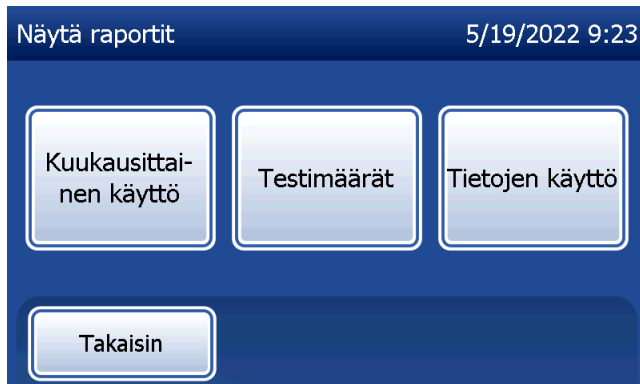 Näytä raportit 5/19/2022 9:23
Kuukausittai-
nen käyttö
Testimäärät
Tietojen käyttö
Takaisin